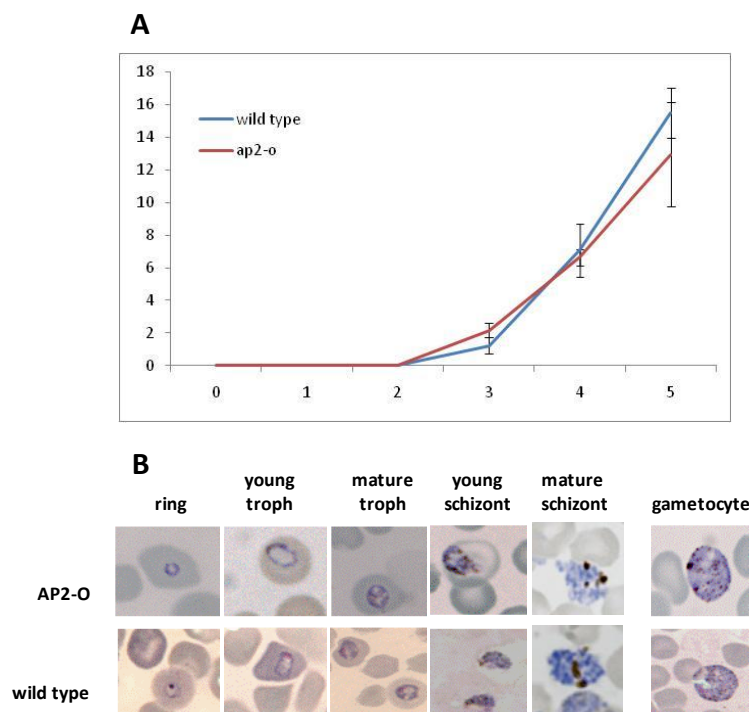 A
18
16
14
12
10
8
6
4
2
0
wild type
ap2-o
0 1 2 3 4 5
B
ring young troph mature troph young schizont mature schizont gametocyte
AP2-O
wild type